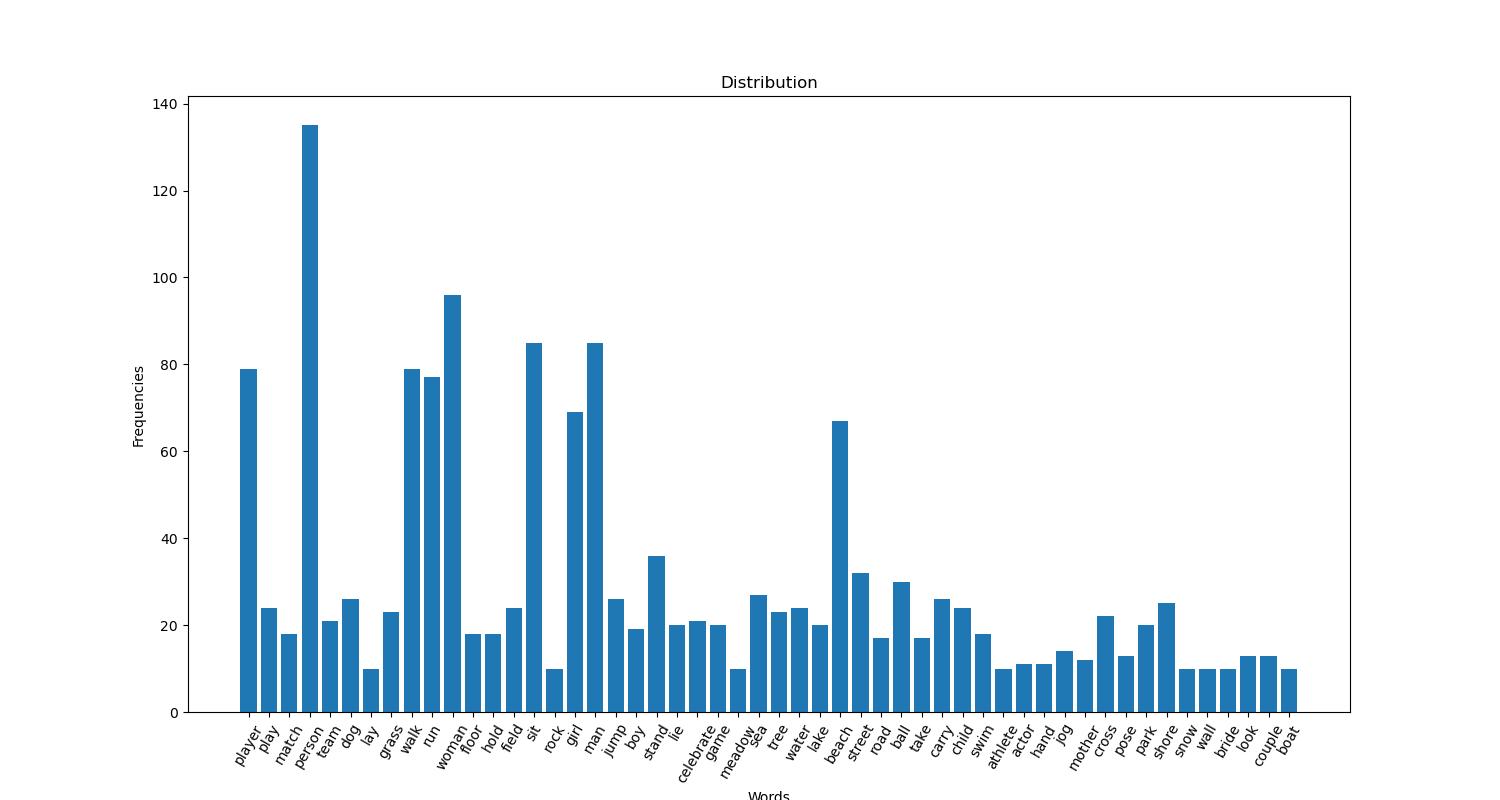 Distribution
140
120
100
80
60
40
20
0
Frequencies
player play match person team dog lay grass walk run woman floor hold field sit rock girl man jump boy stand lie celebrate game meadow sea tree water lake beach street road ball take carry child swim athlete actor hand jog mother cross pose park shore snow wall bride look couple boat
Words